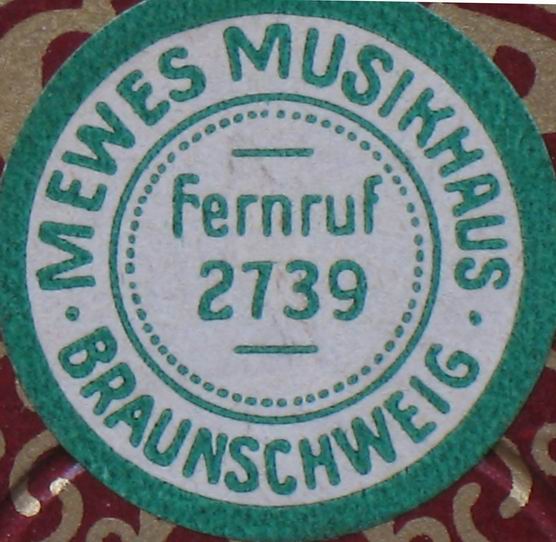 MEWES MUSIKHAUS
Fernruf
2739
· BRAUNSCHWEIG ·